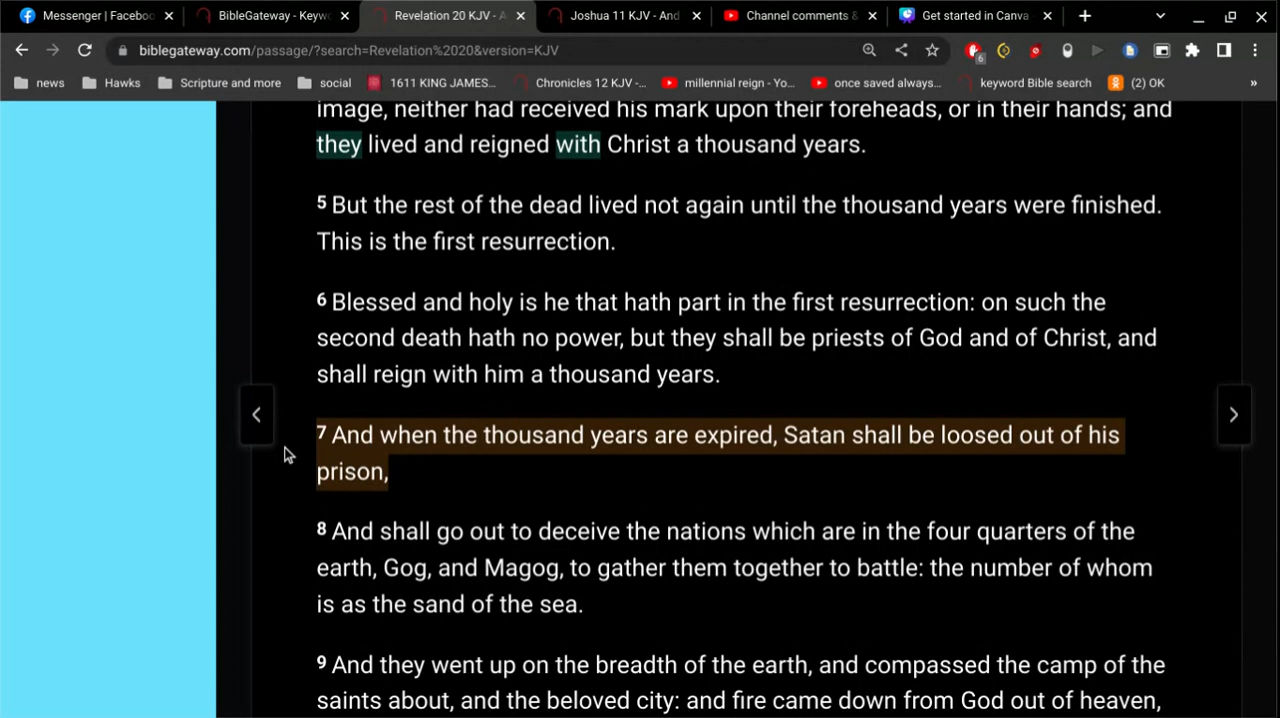 Messenger | Faceboo
BibleGateway - Keyw
Revelation 20 KJV - A
Joshua 11 KJV - And
Channel comments &
Get started in Canva
biblegateway.com/passage/?search=Revelation%2020&version=KJV
6
news
Hawks
Scripture and more
social
1611 KING JAMES...
Chronicles 12 KJV -...
millennial reign - Yo...
once saved always...
keyword Bible search
(2) OK
»
image, neither had received his mark upon their foreheads, or in their hands; and
they lived and reigned with Christ a thousand years.
5 But the rest of the dead lived not again until the thousand years were finished.
This is the first resurrection.
6 Blessed and holy is he that hath part in the first resurrection: on such the
second death hath no power, but they shall be priests of God and of Christ, and
shall reign with him a thousand years.
7 And when the thousand years are expired, Satan shall be loosed out of his
prison,
8 And shall go out to deceive the nations which are in the four quarters of the
earth, Gog, and Magog, to gather them together to battle: the number of whom
is as the sand of the sea.
9 And they went up on the breadth of the earth, and compassed the camp of the
saints about, and the beloved city: and fire came down from God out of heaven,